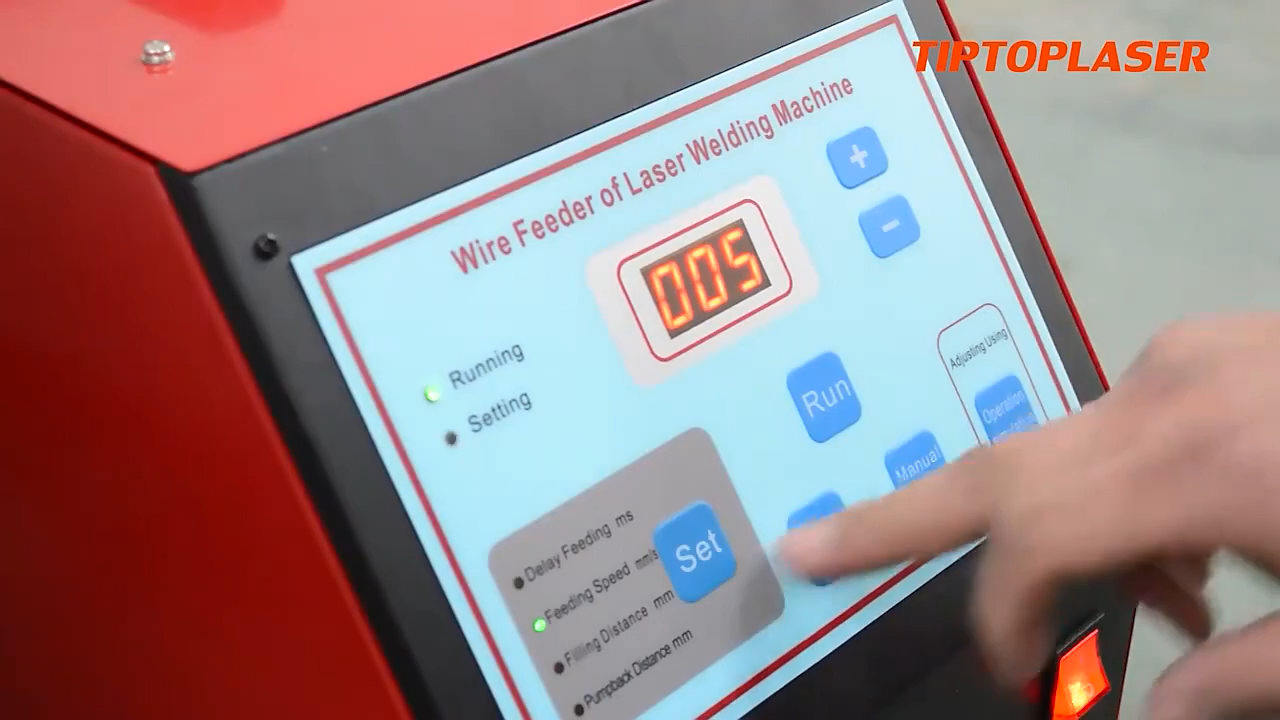 TIPTOPLASER
Wire Feeder of Laser Welding Machine
+
005
-
Running
Setting
Adjusting Using
Run
Operation
Manual
Set
Delay Feeding ms
Feeding Speed mm/s
Filling Distance mm
Pumpback Distance mm